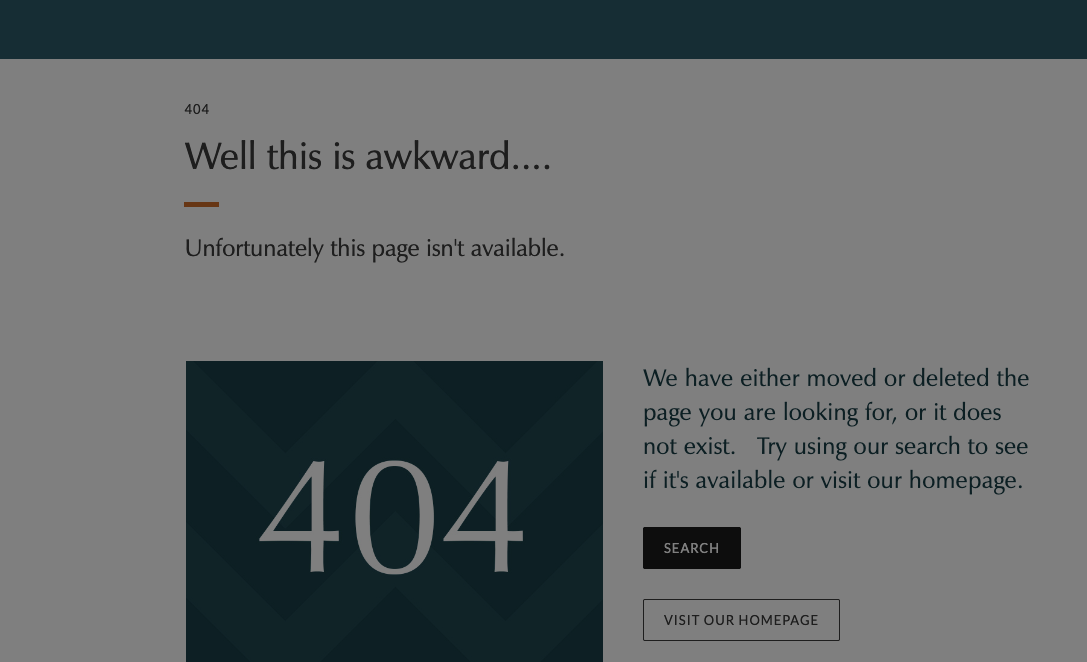 404
Well this is awkward....
Unfortunately this page isn't available.
404
We have either moved or deleted the
page you are looking for, or it does
not exist.   Try using our search to see
if it's available or visit our homepage.
SEARCH
VISIT OUR HOMEPAGE